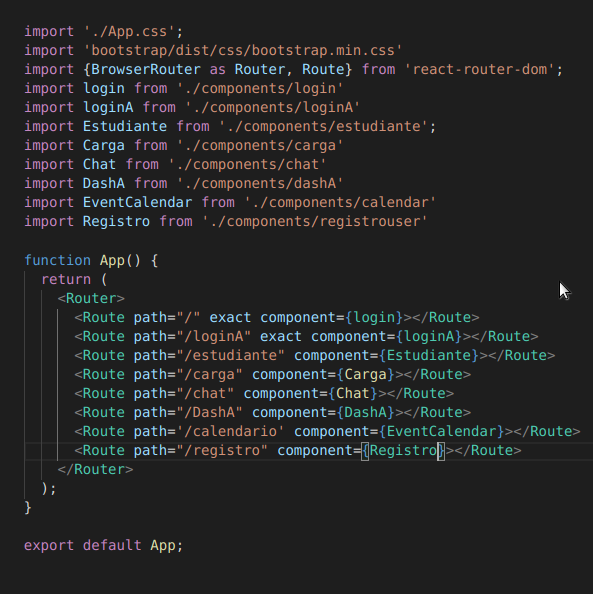 import './App.css';
import 'bootstrap/dist/css/bootstrap.min.css'
import {BrowserRouter as Router, Route} from 'react-router-dom';
import login from './components/login'
import loginA from './components/loginA'
import Estudiante from './components/estudiante';
import Carga from './components/carga'
import Chat from './components/chat'
import DashA from './components/dashA'
import EventCalendar from './components/calendar'
import Registro from './components/registrouser'
function App() {
return (
<Router>
<Route path="/" exact component={login}></Route>
<Route path="/loginA" exact component={loginA}></Route>
<Route path="/estudiante" component={Estudiante}></Route>
<Route path="/carga" component={Carga}></Route>
<Route path="/chat" component={Chat}></Route>
<Route path="/DashA" component={DashA}></Route>
<Route path='/calendario' component={EventCalendar}></Route>
<Route path="/registro" component={Registro}></Route>
</Router>
);
}
export default App;